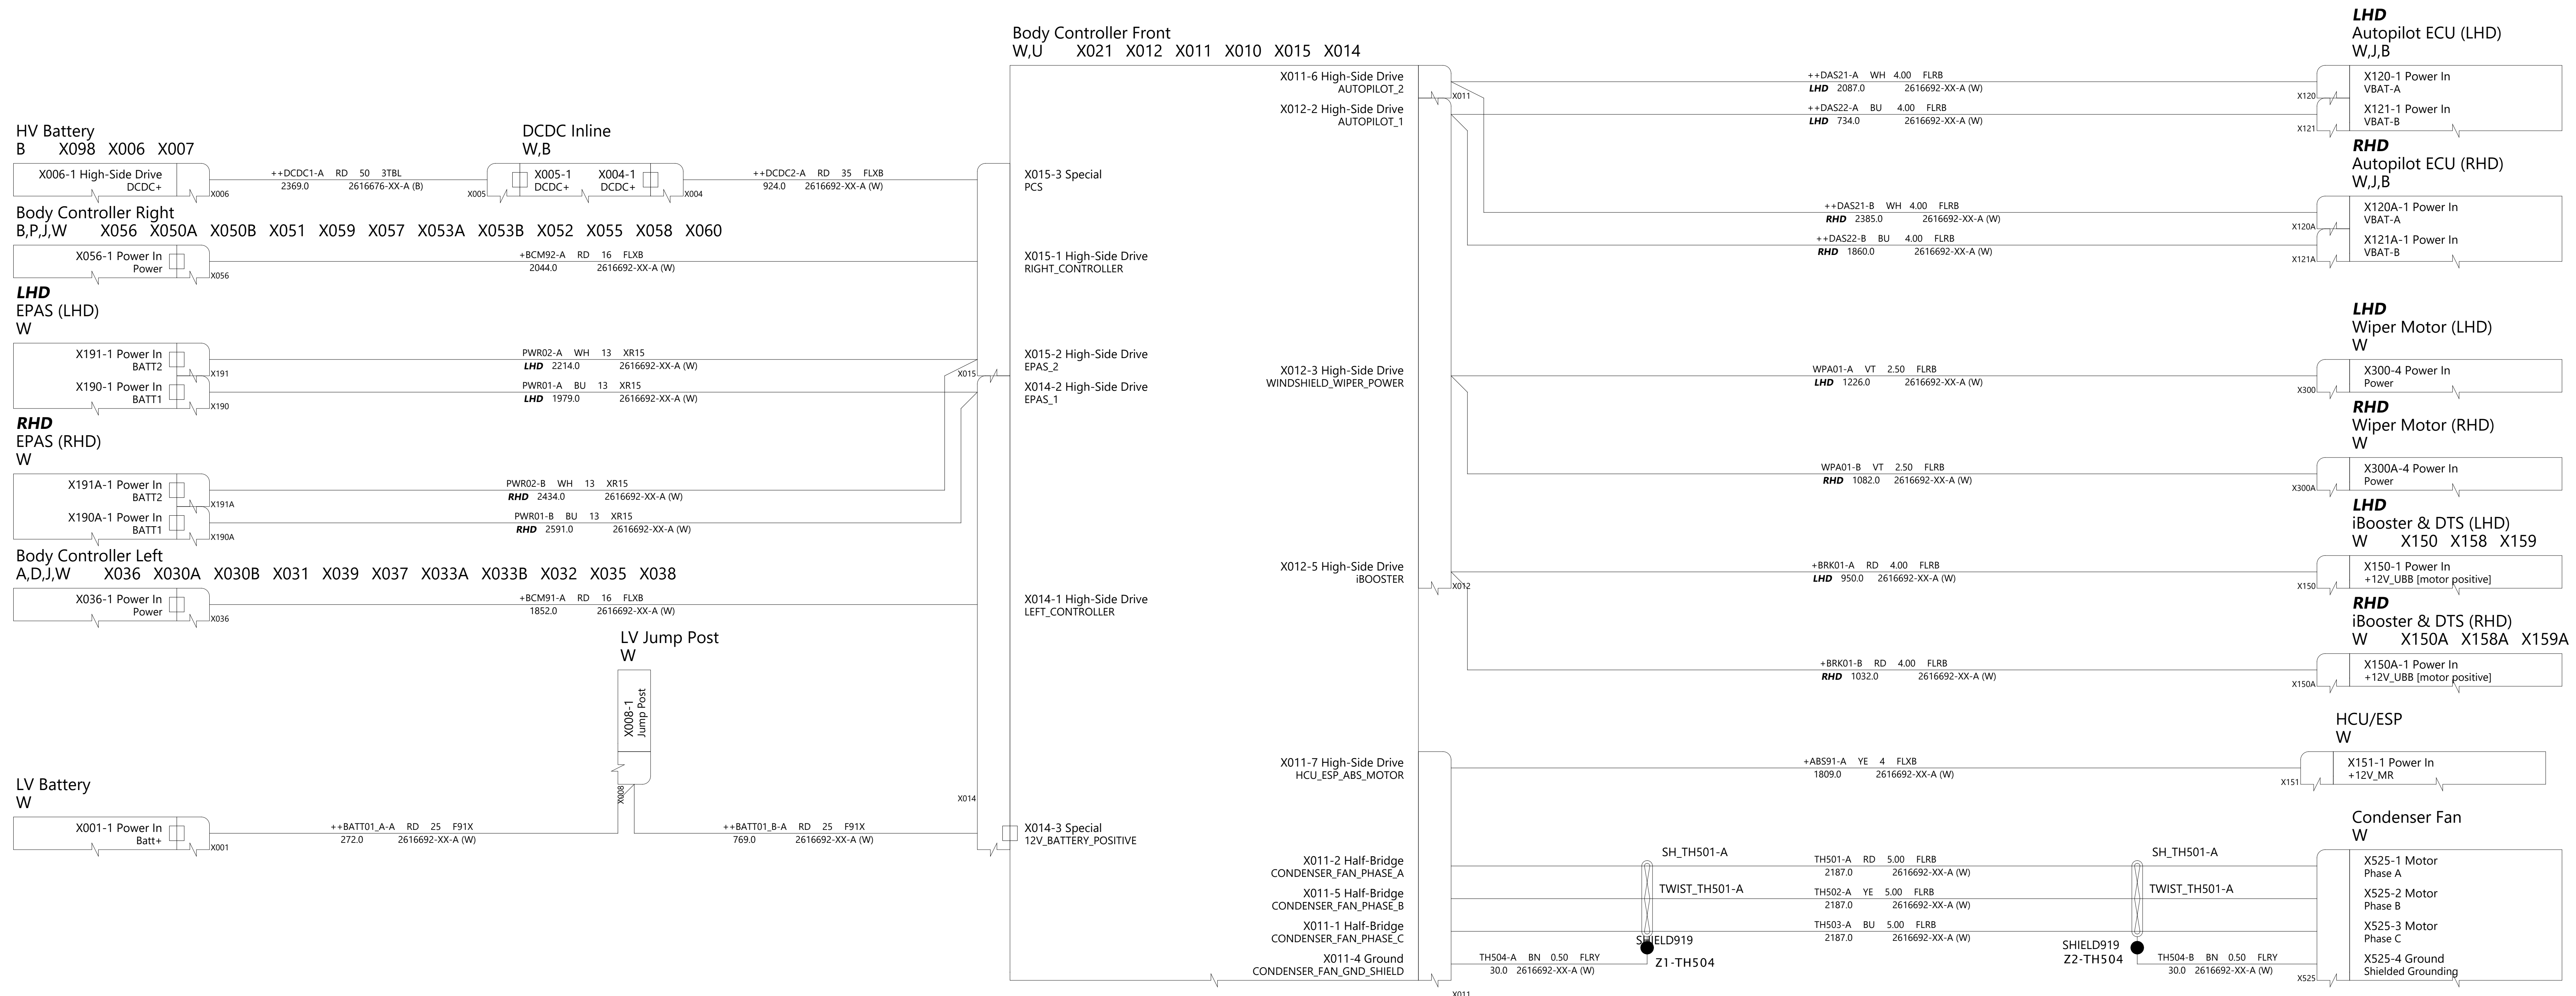 Body Controller Front
W,U X021 X012 X011 X010 X015 X014
HV Battery
B X098 X006 X007
X006-1 High-Side Drive
DCDC+
X006
++DCDC1-A RD 50 3TBL
2369.0 2616676-XX-A (B)
DCDC Inline
W,B
X005
X005-1
DCDC+
X004-1
DCDC+
X004
++DCDC2-A RD 35 FLXB
924.0 2616692-XX-A (W)
Body Controller Right
B,P,J,W X056 X050A X050B X051 X059 X057 X053A X053B X052 X055 X058 X060
X056-1 Power In
Power
X056
+BCM92-A RD 16 FLXB
2044.0 2616692-XX-A (W)
LHD
EPAS (LHD)
W
X191-1 Power In
BATT2
X191
X190-1 Power In
BATT1
X190
PWR02-A WH 13 XR15
LHD 2214.0 2616692-XX-A (W)
PWR01-A BU 13 XR15
LHD 1979.0 2616692-XX-A (W)
RHD
EPAS (RHD)
W
X191A-1 Power In
BATT2
X191A
X190A-1 Power In
BATT1
X190A
PWR02-B WH 13 XR15
RHD 2434.0 2616692-XX-A (W)
PWR01-B BU 13 XR15
RHD 2591.0 2616692-XX-A (W)
Body Controller Left
A,D,J,W X036 X030A X030B X031 X039 X037 X033A X033B X032 X035 X038
X036-1 Power In
Power
X036
+BCM91-A RD 16 FLXB
1852.0 2616692-XX-A (W)
LV Jump Post
W
X008-1
Jump Post
X008
LV Battery
W
X001-1 Power In
Batt+
X001
++BATT01_A-A RD 25 F91X
272.0 2616692-XX-A (W)
++BATT01_B-A RD 25 F91X
769.0 2616692-XX-A (W)
X015-3 Special
PCS
X015-1 High-Side Drive
RIGHT_CONTROLLER
X015-2 High-Side Drive
EPAS_2
X015
X014-2 High-Side Drive
EPAS_1
X014-1 High-Side Drive
LEFT_CONTROLLER
X014
X014-3 Special
12V_BATTERY_POSITIVE
X011-6 High-Side Drive
AUTOPILOT_2
X011
X012-2 High-Side Drive
AUTOPILOT_1
X012-3 High-Side Drive
WINDSHIELD_WIPER_POWER
X012-5 High-Side Drive
iBOOSTER
X012
X011-7 High-Side Drive
HCU_ESP_ABS_MOTOR
X011-2 Half-Bridge
CONDENSER_FAN_PHASE_A
X011-5 Half-Bridge
CONDENSER_FAN_PHASE_B
X011-1 Half-Bridge
CONDENSER_FAN_PHASE_C
X011-4 Ground
CONDENSER_FAN_GND_SHIELD
X011
++DAS21-A WH 4.00 FLRB
LHD 2087.0 2616692-XX-A (W)
++DAS22-A BU 4.00 FLRB
LHD 734.0 2616692-XX-A (W)
LHD
Autopilot ECU (LHD)
W,J,B
X120
X120-1 Power In
VBAT-A
X121
X121-1 Power In
VBAT-B
++DAS21-B WH 4.00 FLRB
RHD 2385.0 2616692-XX-A (W)
++DAS22-B BU 4.00 FLRB
RHD 1860.0 2616692-XX-A (W)
RHD
Autopilot ECU (RHD)
W,J,B
X120A
X120A-1 Power In
VBAT-A
X121A
X121A-1 Power In
VBAT-B
WPA01-A VT 2.50 FLRB
LHD 1226.0 2616692-XX-A (W)
LHD
Wiper Motor (LHD)
W
X300
X300-4 Power In
Power
WPA01-B VT 2.50 FLRB
RHD 1082.0 2616692-XX-A (W)
RHD
Wiper Motor (RHD)
W
X300A
X300A-4 Power In
Power
+BRK01-A RD 4.00 FLRB
LHD 950.0 2616692-XX-A (W)
LHD
iBooster & DTS (LHD)
W X150 X158 X159
X150
X150-1 Power In
+12V_UBB [motor positive]
+BRK01-B RD 4.00 FLRB
RHD 1032.0 2616692-XX-A (W)
RHD
iBooster & DTS (RHD)
W X150A X158A X159A
X150A
X150A-1 Power In
+12V_UBB [motor positive]
+ABS91-A YE 4 FLXB
1809.0 2616692-XX-A (W)
HCU/ESP
W
X151
X151-1 Power In
+12V_MR
Condenser Fan
W
SH_TH501-A
TWIST_TH501-A
SHIELD919
Z1-TH504
TH501-A RD 5.00 FLRB
2187.0 2616692-XX-A (W)
TH502-A YE 5.00 FLRB
2187.0 2616692-XX-A (W)
TH503-A BU 5.00 FLRB
2187.0 2616692-XX-A (W)
TH504-A BN 0.50 FLRY
30.0 2616692-XX-A (W)
SH_TH501-A
TWIST_TH501-A
SHIELD919
Z2-TH504
TH504-B BN 0.50 FLRY
30.0 2616692-XX-A (W)
X525-1 Motor
Phase A
X525-2 Motor
Phase B
X525-3 Motor
Phase C
X525-4 Ground
Shielded Grounding
X525